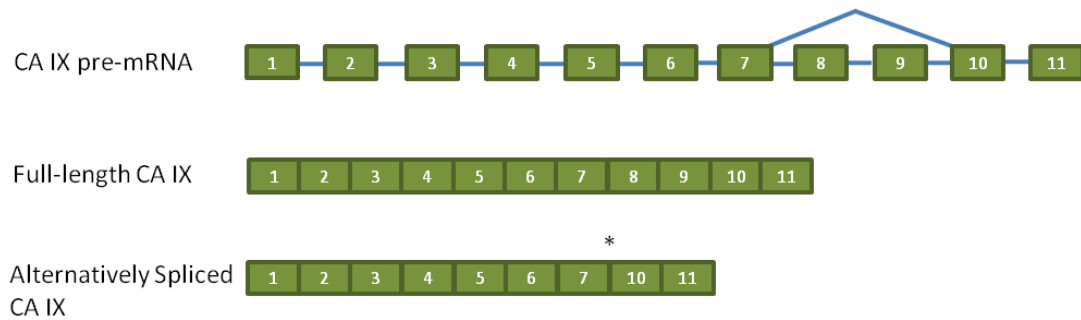 CA IX pre-mRNA 1 2 3 4 5 6 7 8 9 10 11
Full-length CA IX 1 2 3 4 5 6 7 8 9 10 11
*
Alternatively Spliced 1 2 3 4 5 6 7 10 11
CA IX